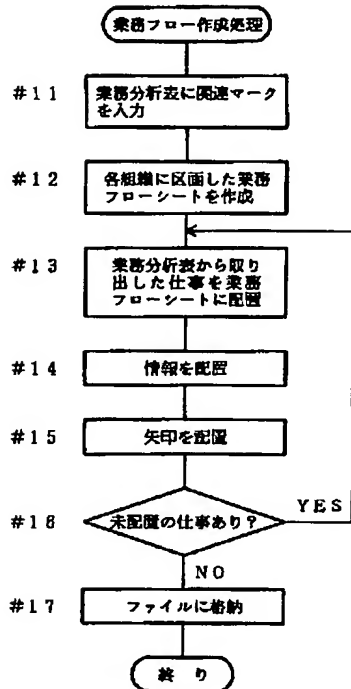 業務フロー作成処理
#11
業務分析表に関連マーク
を入力
#12
各組織に区画した業務
フローシートを作成
#13
業務分析表から取り
出した仕事を業務
フローシートに配置
#14
情報を配置
#15
矢印を配置
#16
未配置の仕事あり?
YES
NO
#17
ファイルに格納
終り